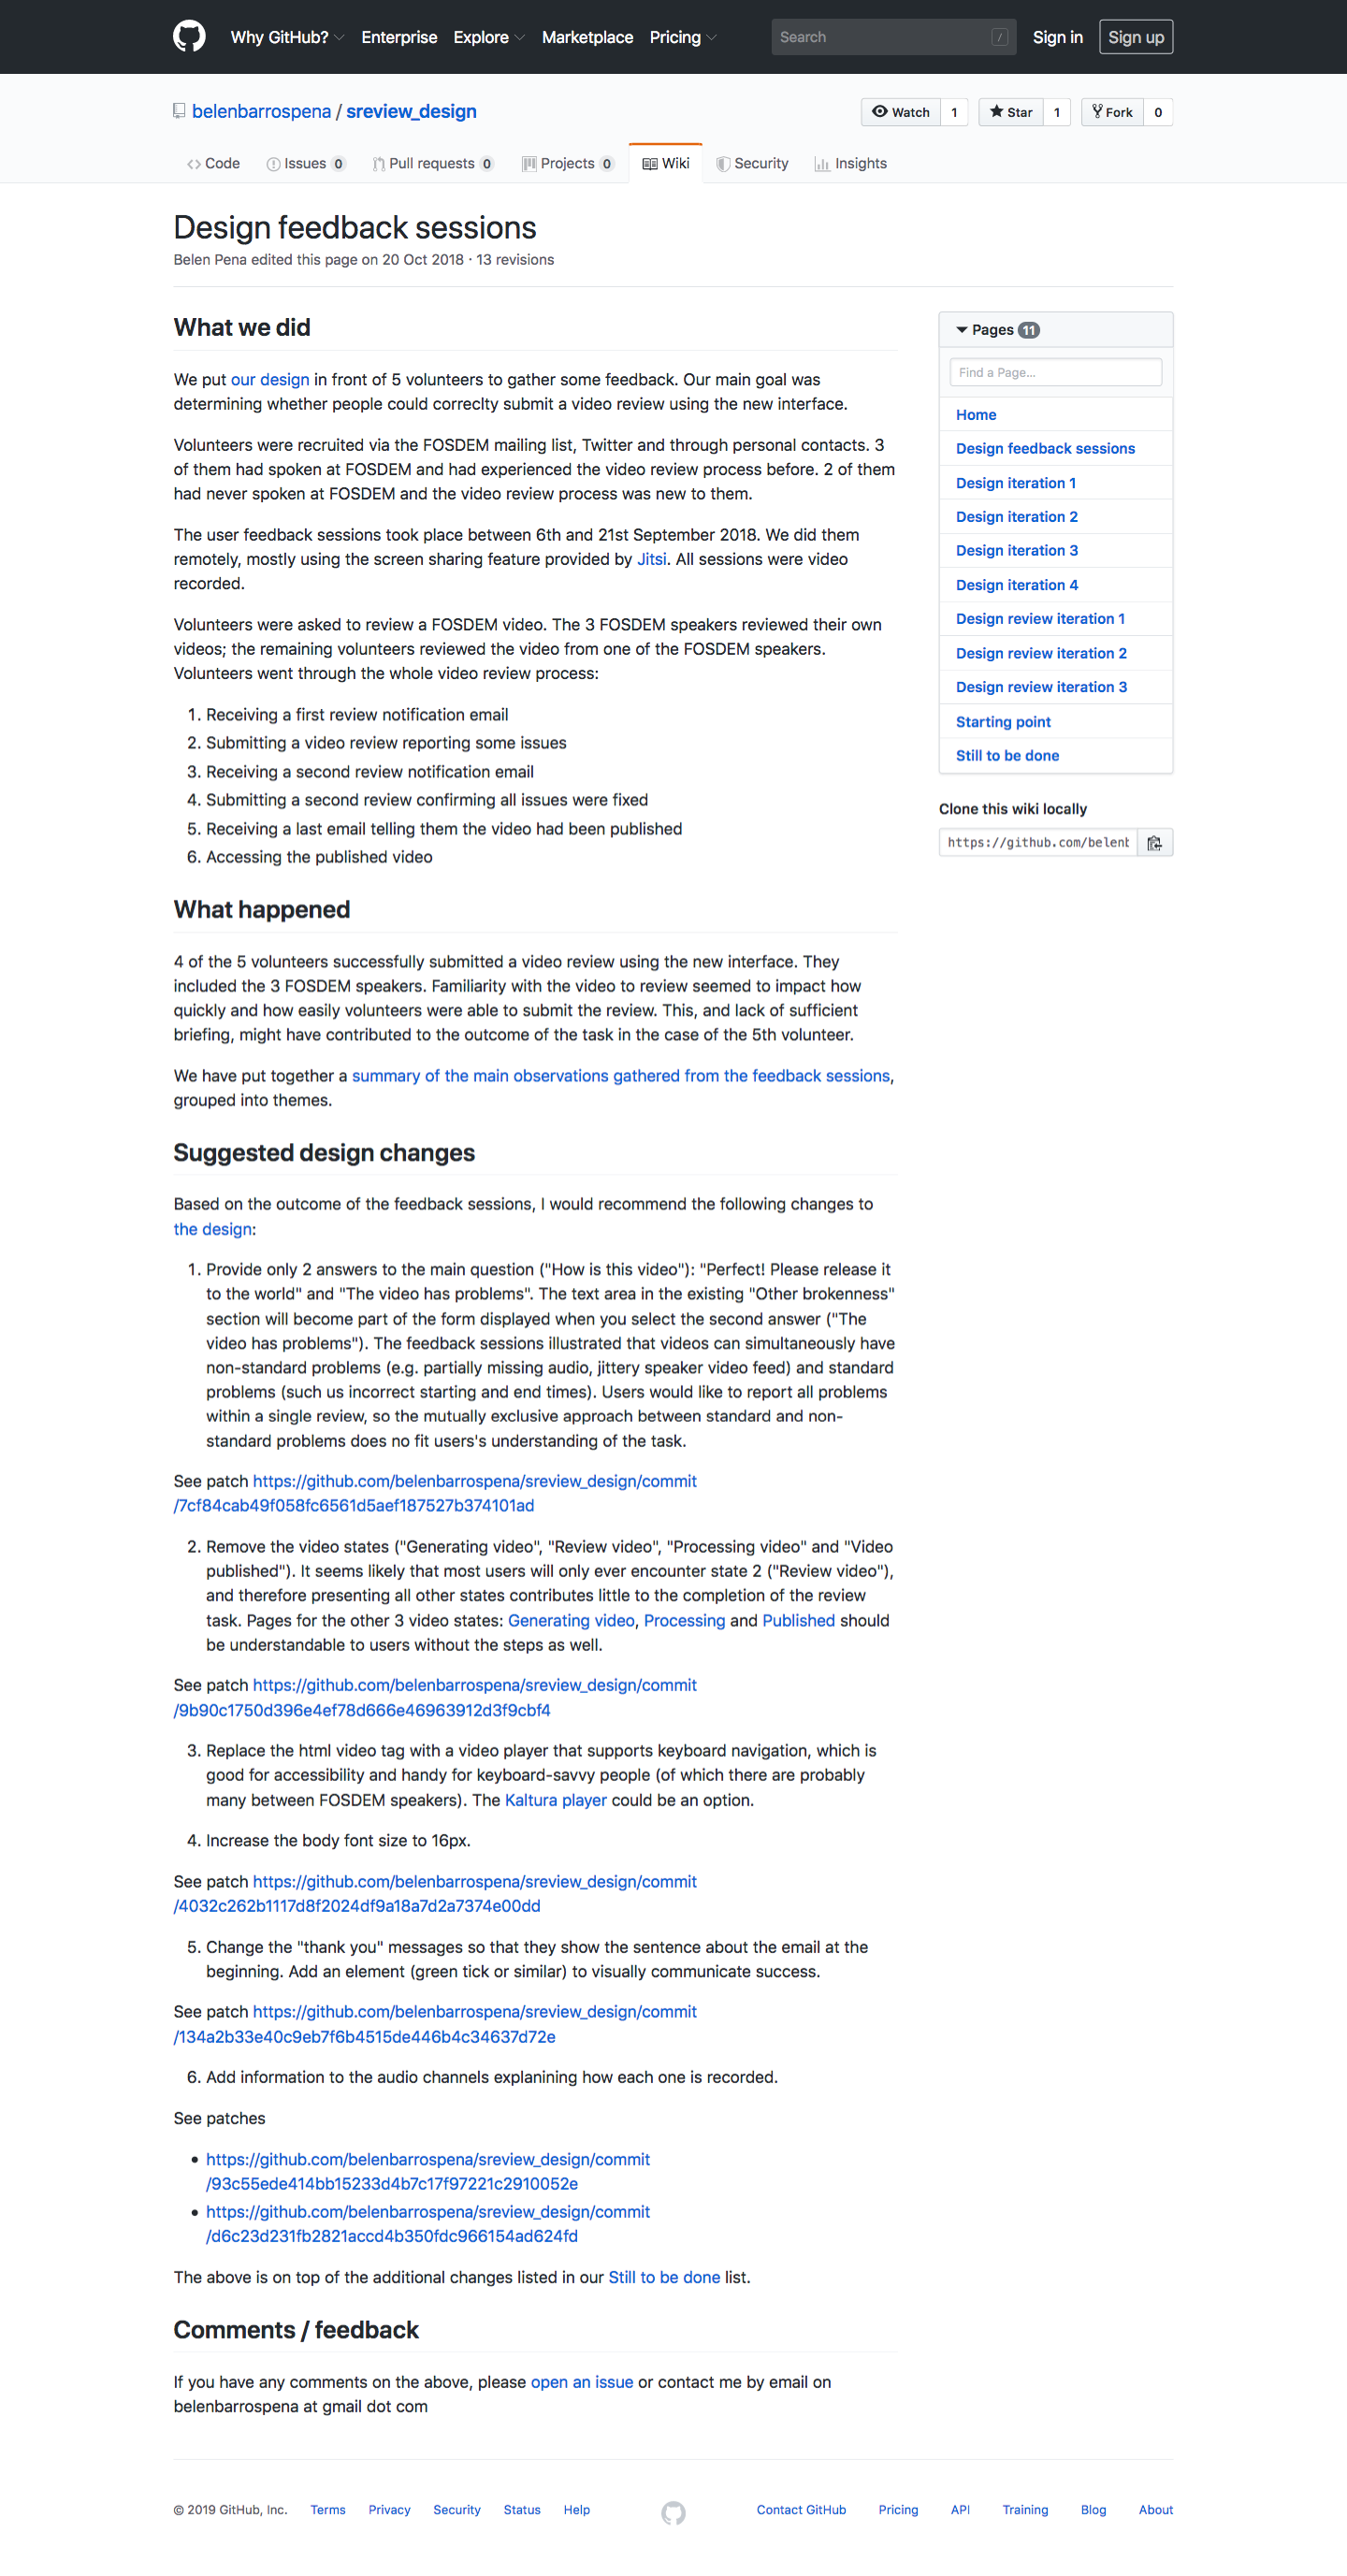 Why GitHub? Enterprise Explore Marketplace Pricing Search / Sign in Sign up
belenbarrospena / sreview_design
Watch 1 Star 1 Fork 0
Code Issues 0 Pull requests 0 Projects 0 Wiki Security Insights
Design feedback sessions
Belen Pena edited this page on 20 Oct 2018 · 13 revisions
What we did
We put our design in front of 5 volunteers to gather some feedback. Our main goal was
determining whether people could correclty submit a video review using the new interface.
Volunteers were recruited via the FOSDEM mailing list, Twitter and through personal contacts. 3
of them had spoken at FOSDEM and had experienced the video review process before. 2 of them
had never spoken at FOSDEM and the video review process was new to them.
The user feedback sessions took place between 6th and 21st September 2018. We did them
remotely, mostly using the screen sharing feature provided by Jitsi. All sessions were video
recorded.
Volunteers were asked to review a FOSDEM video. The 3 FOSDEM speakers reviewed their own
videos; the remaining volunteers reviewed the video from one of the FOSDEM speakers.
Volunteers went through the whole video review process:
1. Receiving a first review notification email
2. Submitting a video review reporting some issues
3. Receiving a second review notification email
4. Submitting a second review confirming all issues were fixed
5. Receiving a last email telling them the video had been published
6. Accessing the published video
What happened
4 of the 5 volunteers successfully submitted a video review using the new interface. They
included the 3 FOSDEM speakers. Familiarity with the video to review seemed to impact how
quickly and how easily volunteers were able to submit the review. This, and lack of sufficient
briefing, might have contributed to the outcome of the task in the case of the 5th volunteer.
We have put together a summary of the main observations gathered from the feedback sessions,
grouped into themes.
Suggested design changes
Based on the outcome of the feedback sessions, I would recommend the following changes to
the design:
1. Provide only 2 answers to the main question ("How is this video"): "Perfect! Please release it
to the world" and "The video has problems". The text area in the existing "Other brokenness"
section will become part of the form displayed when you select the second answer ("The
video has problems"). The feedback sessions illustrated that videos can simultaneously have
non-standard problems (e.g. partially missing audio, jittery speaker video feed) and standard
problems (such us incorrect starting and end times). Users would like to report all problems
within a single review, so the mutually exclusive approach between standard and non-
standard problems does no fit users's understanding of the task.
See patch https://github.com/belenbarrospena/sreview_design/commit
/7cf84cab49f058fc6561d5aef187527b374101ad
2. Remove the video states ("Generating video", "Review video", "Processing video" and "Video
published"). It seems likely that most users will only ever encounter state 2 ("Review video"),
and therefore presenting all other states contributes little to the completion of the review
task. Pages for the other 3 video states: Generating video, Processing and Published should
be understandable to users without the steps as well.
See patch https://github.com/belenbarrospena/sreview_design/commit
/9b90c1750d396e4ef78d666e46963912d3f9cbf4
3. Replace the html video tag with a video player that supports keyboard navigation, which is
good for accessibility and handy for keyboard-savvy people (of which there are probably
many between FOSDEM speakers). The Kaltura player could be an option.
4. Increase the body font size to 16px.
See patch https://github.com/belenbarrospena/sreview_design/commit
/4032c262b1117d8f2024df9a18a7d2a7374e00dd
5. Change the "thank you" messages so that they show the sentence about the email at the
beginning. Add an element (green tick or similar) to visually communicate success.
See patch https://github.com/belenbarrospena/sreview_design/commit
/134a2b33e40c9eb7f6b4515de446b4c34637d72e
6. Add information to the audio channels explanining how each one is recorded.
See patches
• https://github.com/belenbarrospena/sreview_design/commit
/93c55ede414bb15233d4b7c17f97221c2910052e
• https://github.com/belenbarrospena/sreview_design/commit
/d6c23d231fb2821accd4b350fdc966154ad624fd
The above is on top of the additional changes listed in our Still to be done list.
Comments / feedback
If you have any comments on the above, please open an issue or contact me by email on
belenbarrospena at gmail dot com
Pages 11
Find a Page...
Home
Design feedback sessions
Design iteration 1
Design iteration 2
Design iteration 3
Design iteration 4
Design review iteration 1
Design review iteration 2
Design review iteration 3
Starting point
Still to be done
Clone this wiki locally
https://github.com/belent
© 2019 GitHub, Inc. Terms Privacy Security Status Help Contact GitHub Pricing API Training Blog About